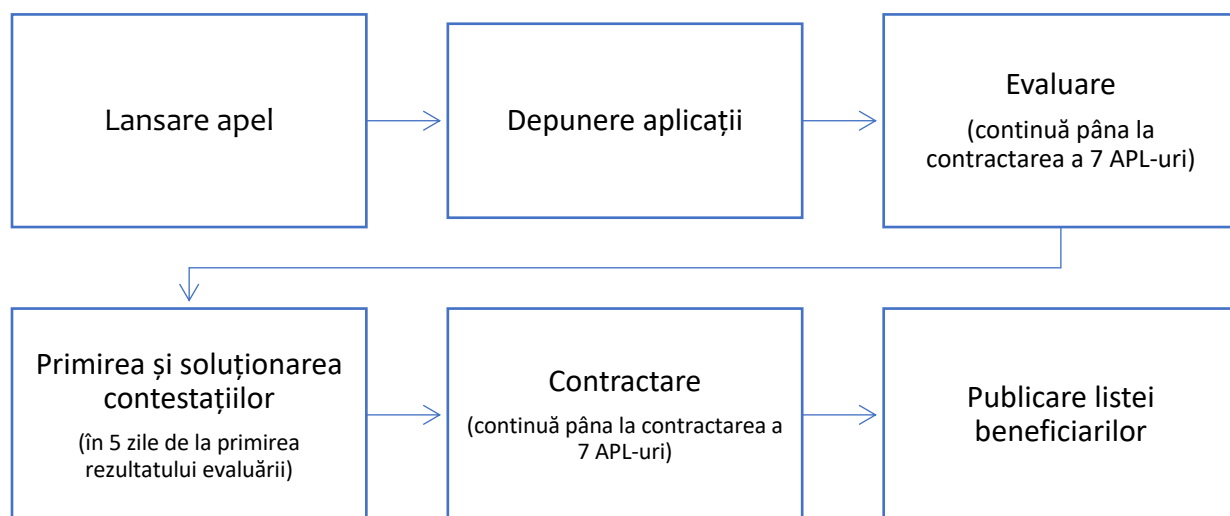 Lansare apel
Depunere aplicații
Evaluare
(continuă pâna la
contractarea a 7 APL-uri)
Primirea și soluționarea
contestațiilor
(în 5 zile de la primirea
rezultatului evaluării)
Contractare
(continuă pâna la contractarea a
7 APL-uri)
Publicare listei
beneficiarilor